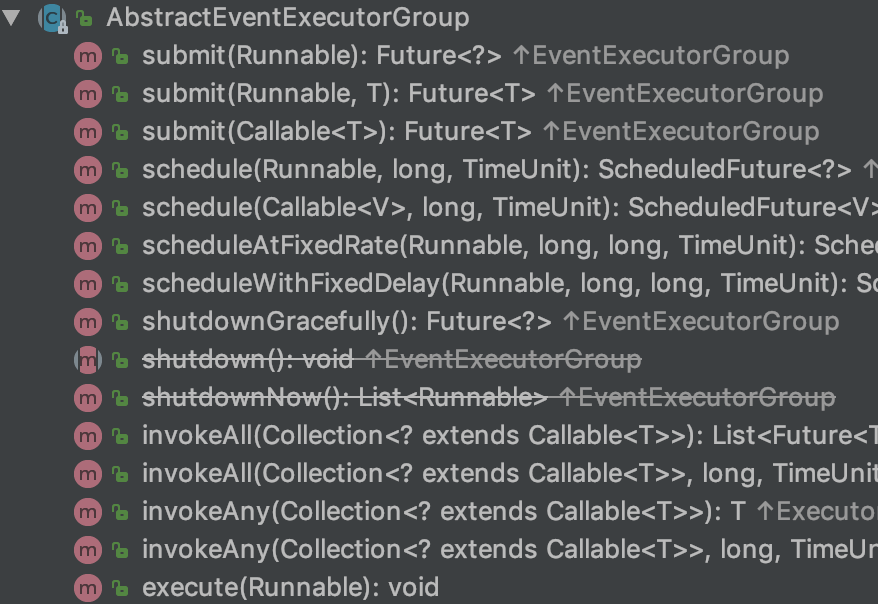 AbstractEventExecutorGroup
m submit(Runnable): Future<?> ↑EventExecutorGroup
m submit(Runnable, T): Future<T> ↑EventExecutorGroup
m submit(Callable<T>): Future<T> ↑EventExecutorGroup
m schedule(Runnable, long, TimeUnit): ScheduledFuture<?> ↑
m schedule(Callable<V>, long, TimeUnit): ScheduledFuture<V>
m scheduleAtFixedRate(Runnable, long, long, TimeUnit): Sche
m scheduleWithFixedDelay(Runnable, long, long, TimeUnit): Sc
m shutdownGracefully(): Future<?> ↑EventExecutorGroup
m shutdown(): void ↑EventExecutorGroup
m shutdownNow(): List<Runnable> ↑EventExecutorGroup
m invokeAll(Collection<? extends Callable<T>>): List<Future<T
m invokeAll(Collection<? extends Callable<T>>, long, TimeUnit
m invokeAny(Collection<? extends Callable<T>>): T ↑Executo
m invokeAny(Collection<? extends Callable<T>>, long, TimeUn
m execute(Runnable): void